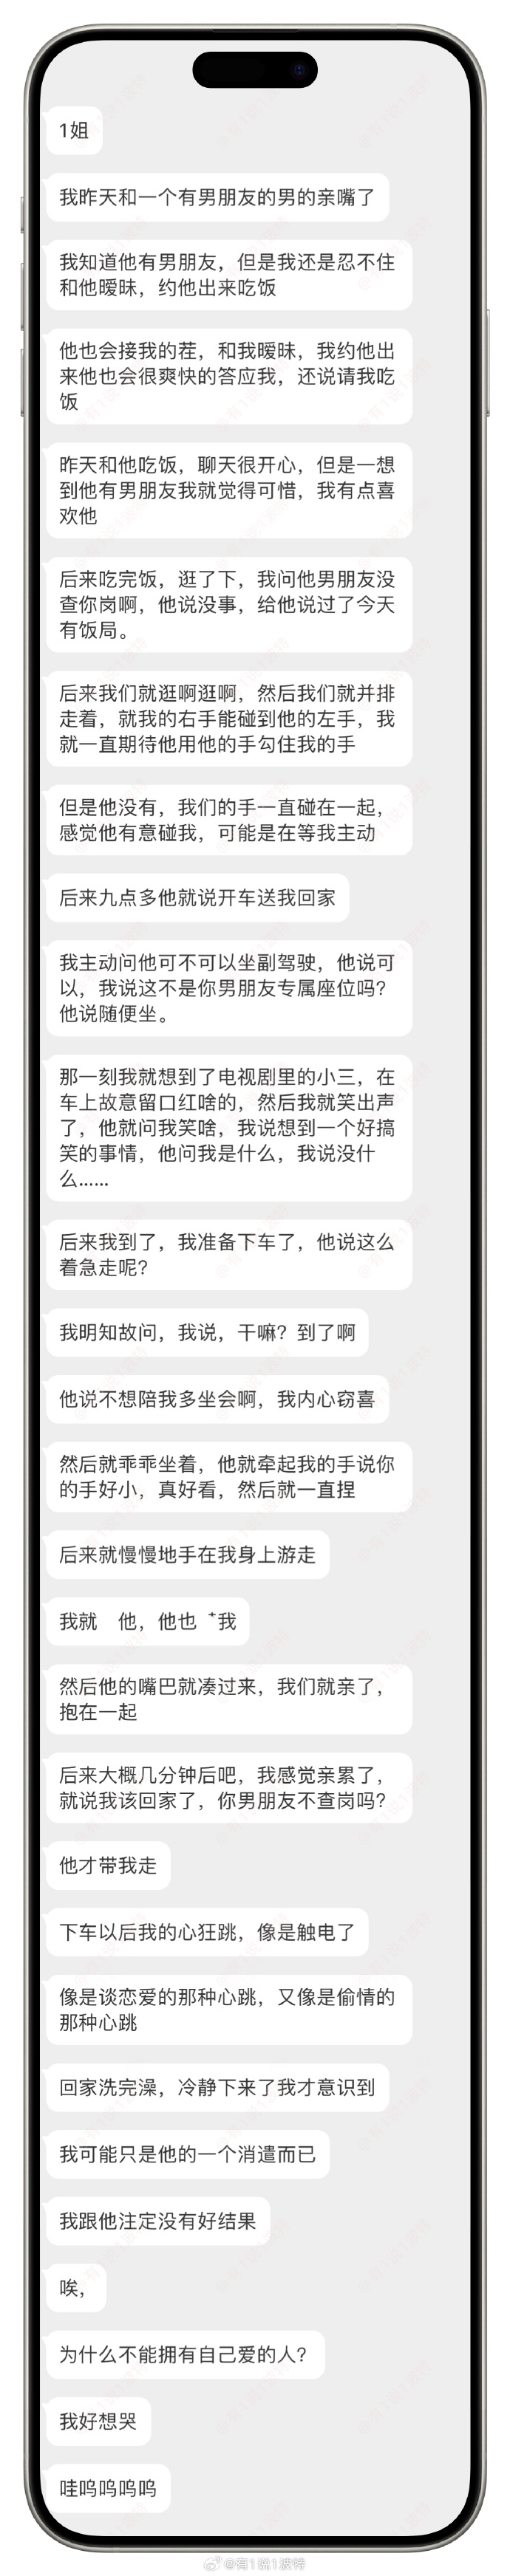 1姐
我昨天和一个有男朋友的男的亲嘴了
我知道他有男朋友，但是我还是忍不住
和他暧昧，约他出来吃饭
他也会接我的茬，和我暧昧，我约他出
来他也会很爽快的答应我，还说请我吃
饭
昨天和他吃饭，聊天很开心，但是一想
到他有男朋友我就觉得可惜，我有点喜
欢他
后来吃完饭，逛了下，我问他男朋友没
查你岗啊，他说没事，给他说过了今天
有饭局。
后来我们就逛啊逛啊，然后我们就并排
走着，就我的右手能碰到他的左手，我
就一直期待他用他的手勾住我的手
但是他没有，我们的手一直碰在一起，
感觉他有意碰我，可能是在等我主动
后来九点多他就说开车送我回家
我主动问他可不可以坐副驾驶，他说可
以，我说这不是你男朋友专属座位吗？
他说随便坐。
那一刻我就想到了电视剧里的小三，在
车上故意留口红啥的，然后我就笑出声
了，他就问我笑啥，我说想到一个好搞
笑的事情，他问我是什么，我说没什
么......
后来我到了，我准备下车了，他说这么
着急走呢？
我明知故问，我说，干嘛？到了啊
他说不想陪我多坐会啊，我内心窃喜
然后就乖乖坐着，他就牵起我的手说你
的手好小，真好看，然后就一直捏
后来就慢慢地手在我身上游走
我就 他，他也 我
然后他的嘴巴就凑过来，我们就亲了，
抱在一起
后来大概几分钟后吧，我感觉亲累了，
就说我该回家了，你男朋友不查岗吗？
他才带我走
下车以后我的心狂跳，像是触电了
像是谈恋爱的那种心跳，又像是偷情的
那种心跳
回家洗完澡，冷静下来了我才意识到
我可能只是他的一个消遣而已
我跟他注定没有好结果
唉，
为什么不能拥有自己爱的人？
我好想哭
哇呜呜呜呜
@有1说1波特